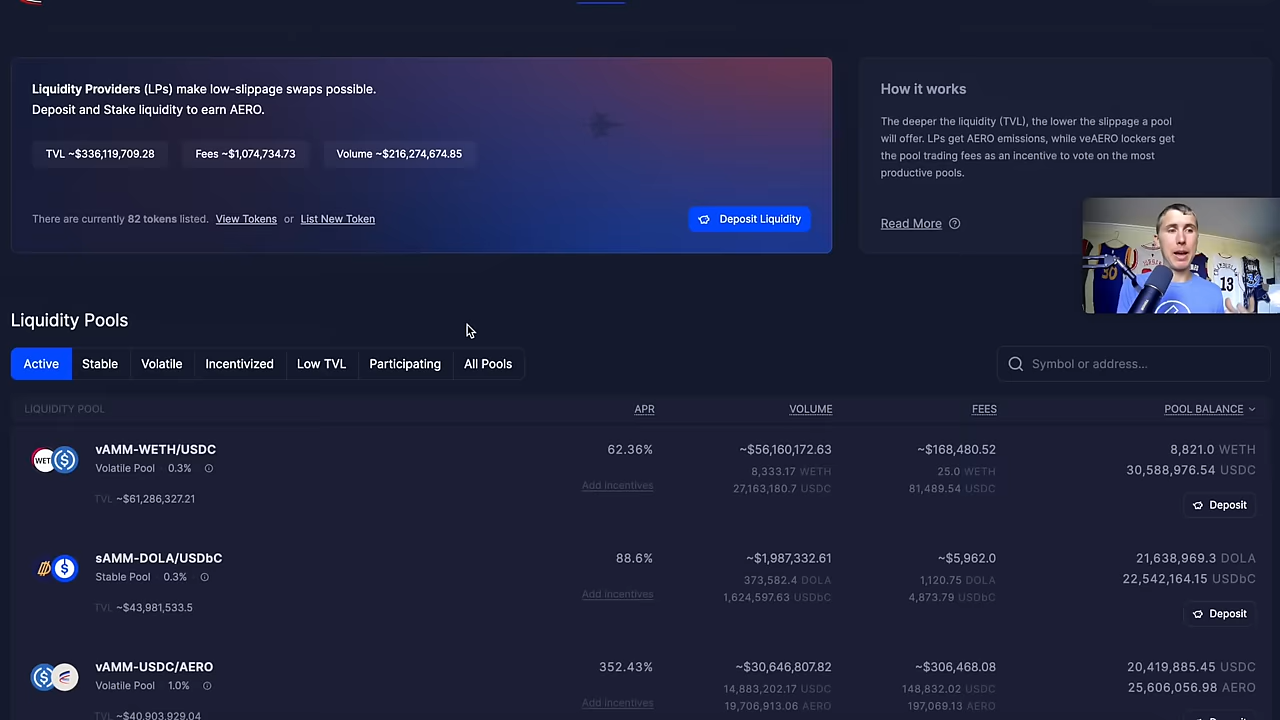 Liquidity Providers (LPs) make low-slippage swaps possible.
Deposit and Stake liquidity to earn AERO.
TVL ~$336,119,709.28 Fees ~$1,074,734.73 Volume ~$216,274,674.85
There are currently 82 tokens listed. View Tokens or List New Token
Deposit Liquidity
How it works
The deeper the liquidity (TVL), the lower the slippage a pool
will offer. LPs get AERO emissions, while veAERO lockers get
the pool trading fees as an incentive to vote on the most
productive pools.
Read More
Liquidity Pools
Active Stable Volatile Incentivized Low TVL Participating All Pools
Symbol or address...
LIQUIDITY POOL APR VOLUME FEES POOL BALANCE
vAMM-WETH/USDC 62.36% ~$56,160,172.63 ~$168,480.52 8,821.0 WETH
Volatile Pool 0.3% 8,333.17 WETH 25.0 WETH 30,588,976.54 USDC
Add incentives 27,163,180.7 USDC 81,489.54 USDC
TVL ~$61,286,327.21 Deposit
sAMM-DOLA/USDbC 88.6% ~$1,987,332.61 ~$5,962.0 21,638,969.3 DOLA
Stable Pool 0.3% 373,582.4 DOLA 1,120.75 DOLA 22,542,164.15 USDbC
Add incentives 1,624,597.63 USDbC 4,873.79 USDbC
TVL ~$43,981,533.5 Deposit
vAMM-USDC/AERO 352.43% ~$30,646,807.82 ~$306,468.08 20,419,885.45 USDC
Volatile Pool 1.0% 14,883,202.17 USDC 148,832.02 USDC 25,606,056.98 AERO
Add incentives 19,706,913.06 AERO 197,069.13 AERO
TVL ~$40,903,929.04